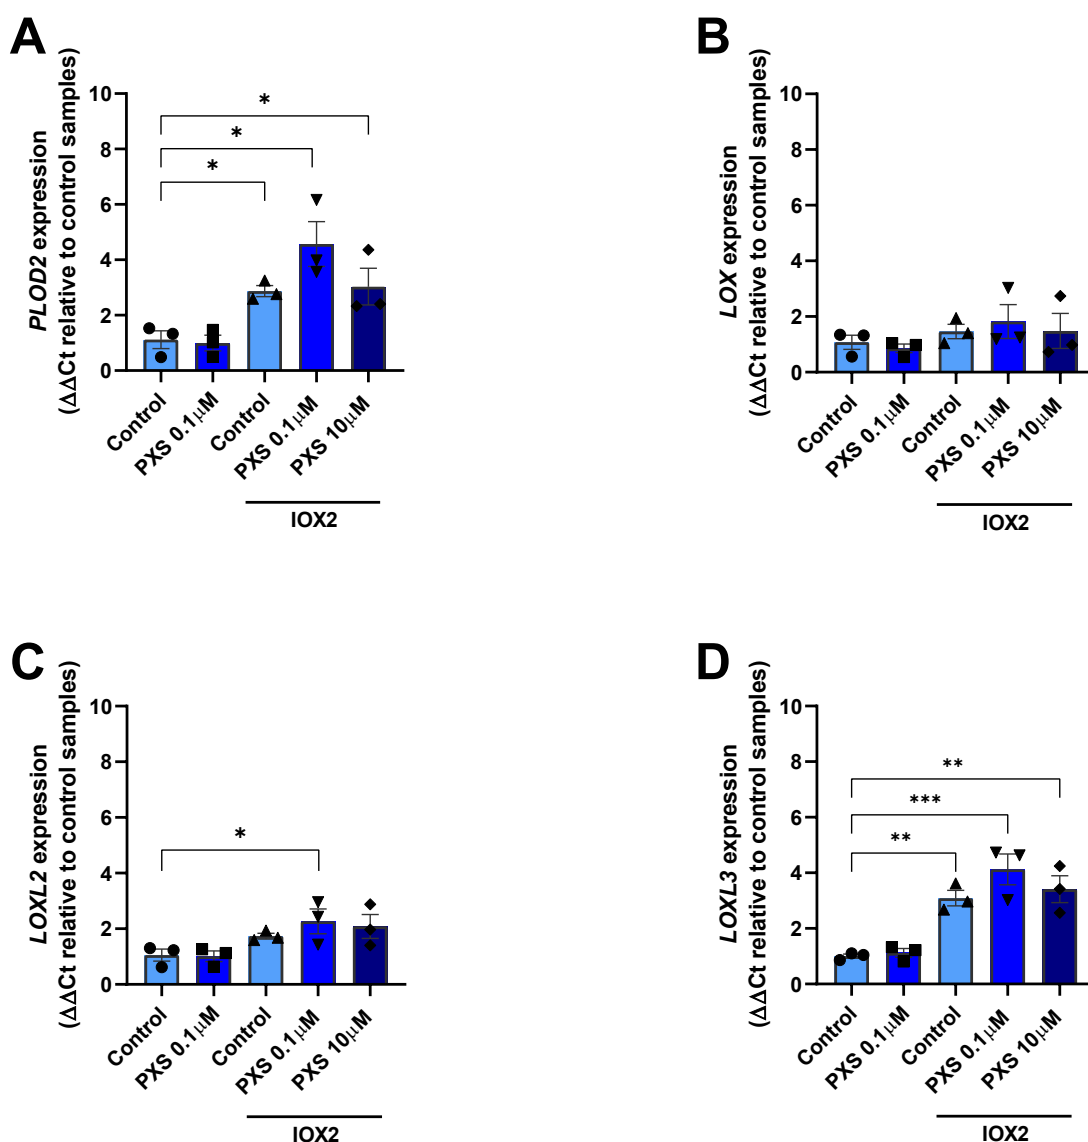 A
PLOD2 expression
(ΔΔCt relative to control samples)
10
8
6
4
2
0
*
*
*
Control
PXS 0.1μM
Control
PXS 0.1μM
PXS 10μM
IOX2
B
LOX expression
(ΔΔCt relative to control samples)
10
8
6
4
2
0
Control
PXS 0.1μM
Control
PXS 0.1μM
PXS 10μM
IOX2
C
LOXL2 expression
(ΔΔCt relative to control samples)
10
8
6
4
2
0
*
Control
PXS 0.1μM
Control
PXS 0.1μM
PXS 10μM
IOX2
D
LOXL3 expression
(ΔΔCt relative to control samples)
10
8
6
4
2
0
**
***
**
Control
PXS 0.1μM
Control
PXS 0.1μM
PXS 10μM
IOX2